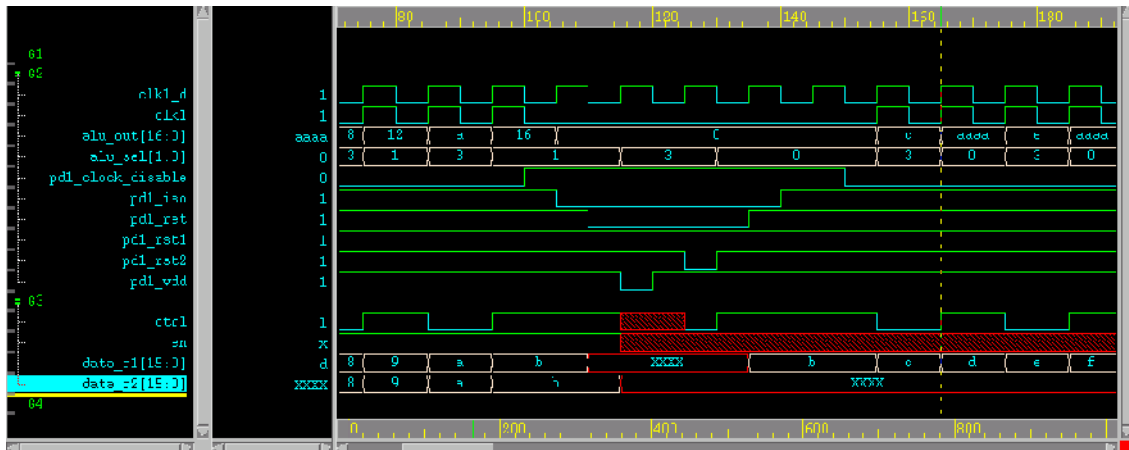 80 100 120 140 160 180
G1
G2
clk1_d 1
clk1 1
alu_out[16:0] aaaa 8 12 a 16 0 c aaaa e aaaa
alu_sel[1:0] 0 3 1 3 1 3 0 3 0 3 0
pd1_clock_disable 0
pd1_iso 1
pd1_rst 1
pd1_rst1 1
pd1_rst2 1
pd1_vdd 1
G3
ctrl 1
en x
data_r1[15:0] d 8 9 a b XXXX b c d e f
data_r2[15:0] XXXX 8 9 a b XXXX
G4
0 200 400 600 800